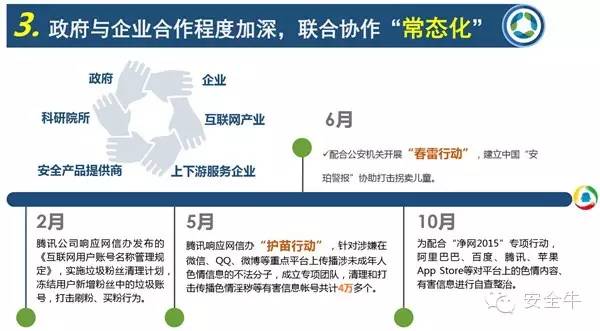 3. 政府与企业合作程度加深，联合协作“常态化”
政府
企业
科研院所
互联网产业
安全产品提供商
上下游服务企业
6月
✓配合公安机关开展“春雷行动”，建立中国“安
珀警报”协助打击拐卖儿童。
2月
腾讯公司响应网信办发布的
《互联网用户账号名称管理规
定》，实施垃圾粉丝清理计划，
冻结用户新增粉丝中的垃圾账
号，打击刷粉、买粉行为。
5月
腾讯响应网信办“护苗行动”，针对涉嫌在
微信、QQ、微博等重点平台上传播涉未成年人
色情信息的不法分子，成立专项团队，清理和打
击传播色情淫秽等有害信息帐号共计4万多个。
10月
为配合“净网2015”专项行动，
阿里巴巴、百度、腾讯、苹果
App Store等对平台上的色情内容、
有害信息进行自查整治。
安全牛